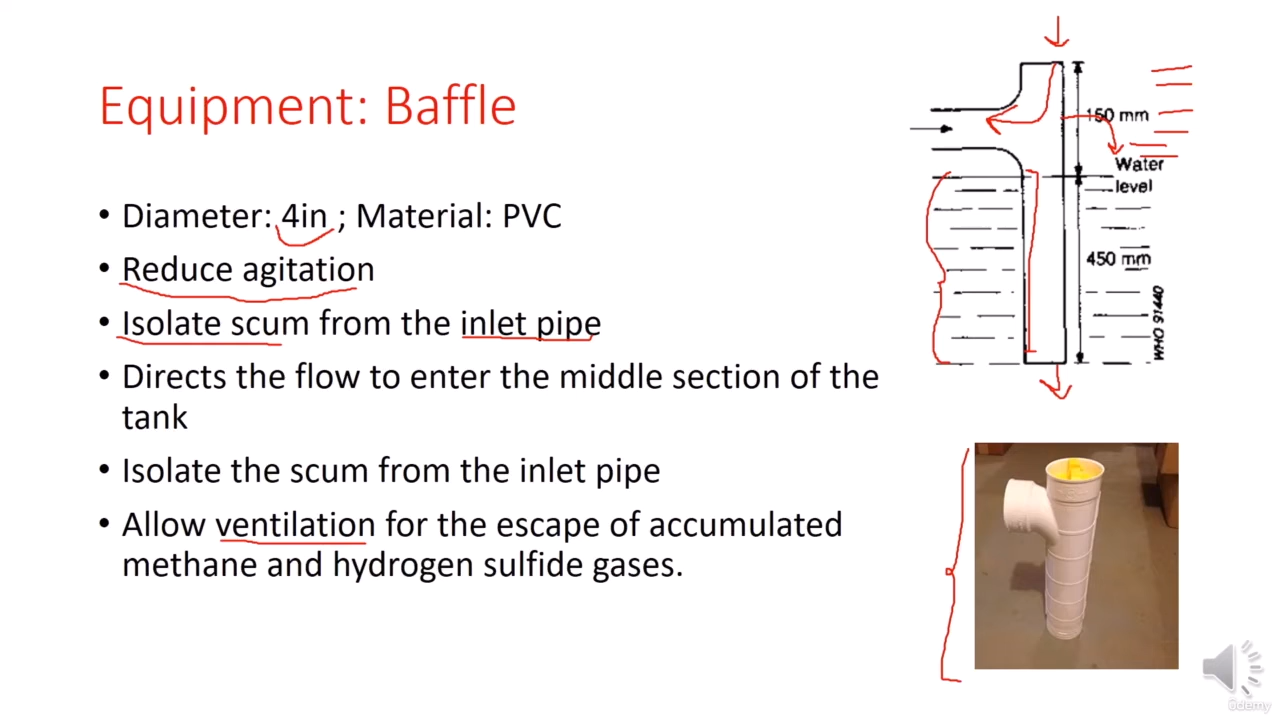 Equipment: Baffle
• Diameter: 4in ; Material: PVC
• Reduce agitation
• Isolate scum from the inlet pipe
• Directs the flow to enter the middle section of the
tank
• Isolate the scum from the inlet pipe
• Allow ventilation for the escape of accumulated
methane and hydrogen sulfide gases.
150 mm
Water
level
450 mm
WHO 91440
ûdemy